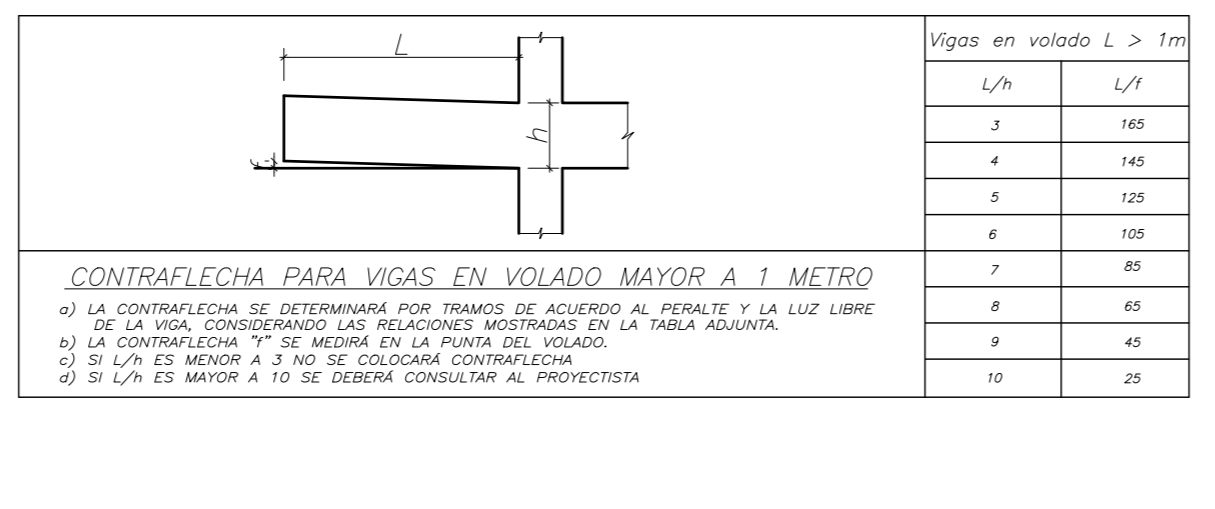 L
h
f
CONTRAFLECHA PARA VIGAS EN VOLADO MAYOR A 1 METRO
a) LA CONTRAFLECHA SE DETERMINARÁ POR TRAMOS DE ACUERDO AL PERALTE Y LA LUZ LIBRE
DE LA VIGA, CONSIDERANDO LAS RELACIONES MOSTRADAS EN LA TABLA ADJUNTA.
b) LA CONTRAFLECHA "f" SE MEDIRÁ EN LA PUNTA DEL VOLADO.
c) SI L/h ES MENOR A 3 NO SE COLOCARÁ CONTRAFLECHA
d) SI L/h ES MAYOR A 10 SE DEBERÁ CONSULTAR AL PROYECTISTA
Vigas en volado L > 1m
L/h L/f
3 165
4 145
5 125
6 105
7 85
8 65
9 45
10 25